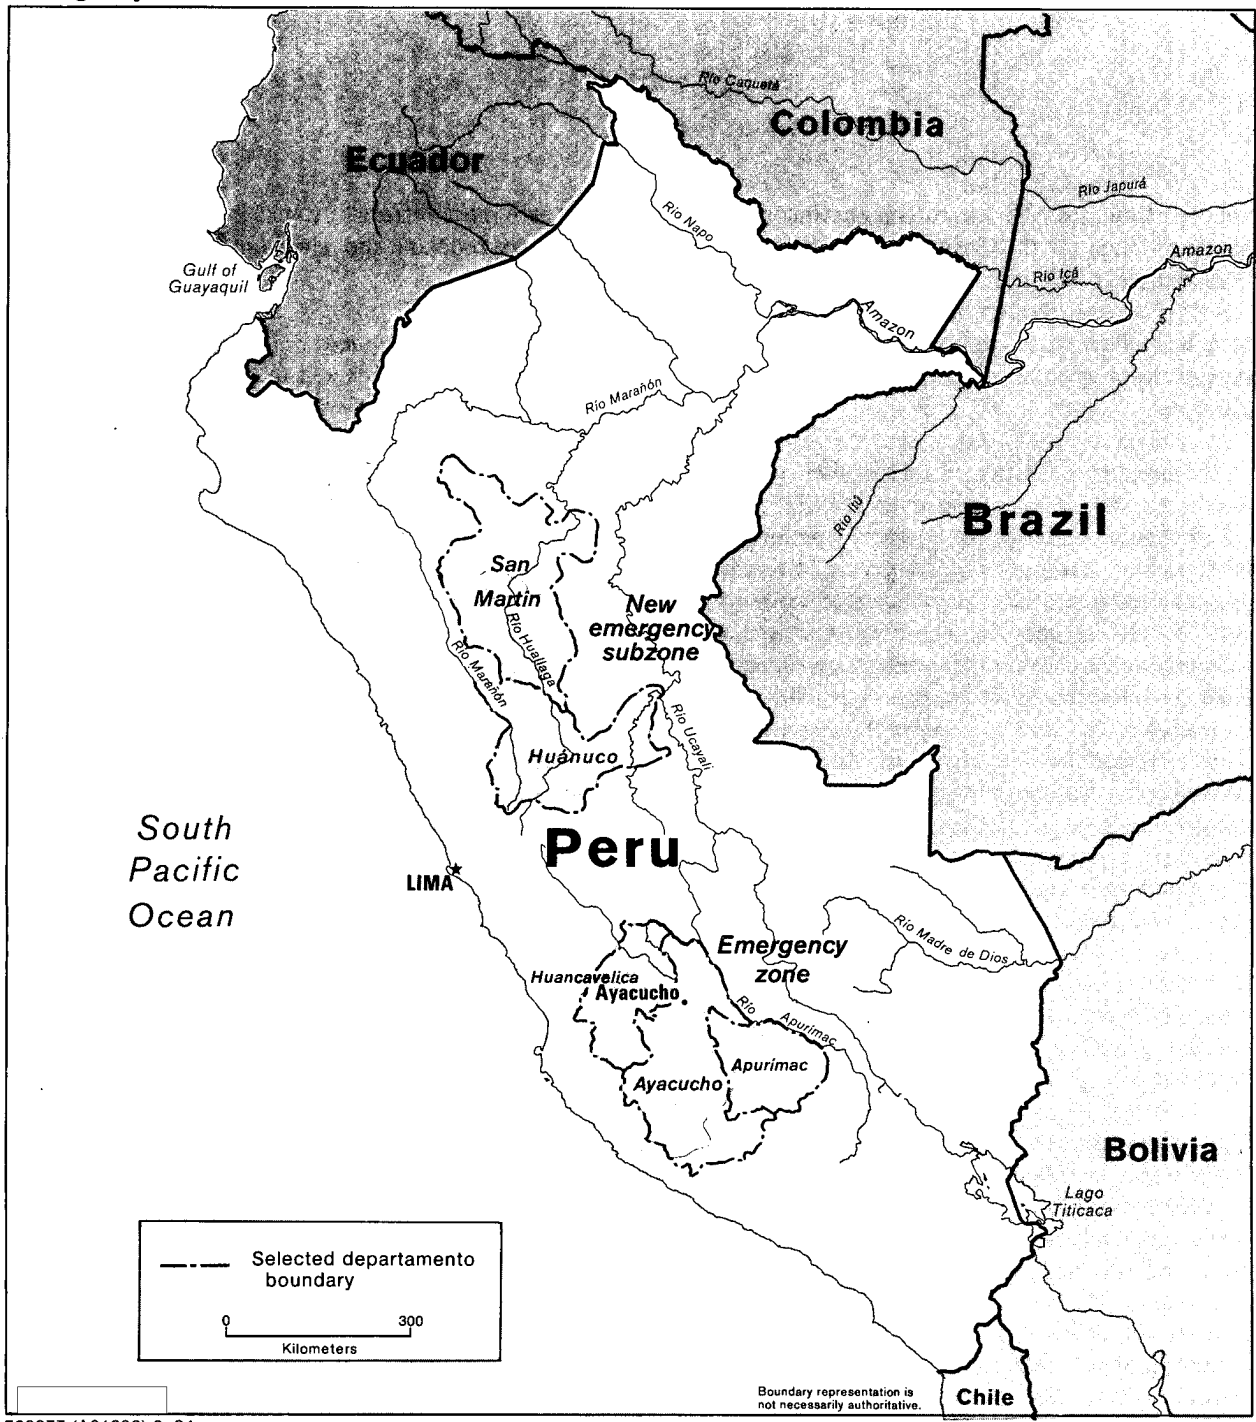 Río Caquetá
Colombia
Ecuador
Río Japurá
Río Napo
Amazon
Gulf of
Guayaquil
Río Içá
Amazon
Río Marañón
Río Ituí
Brazil
San
Martín
New
emergency
subzone
Río Huallaga
Río Marañón
Río Ucayali
Huánuco
South
Pacific
Ocean
Peru
LIMA
Río Madre de Dios
Emergency
zone
Huancavelica
Ayacucho
Río Apurímac
Apurímac
Ayacucho
Bolivia
Lago
Titicaca
Selected departamento
boundary
0 300
Kilometers
Boundary representation is
not necessarily authoritative.
Chile